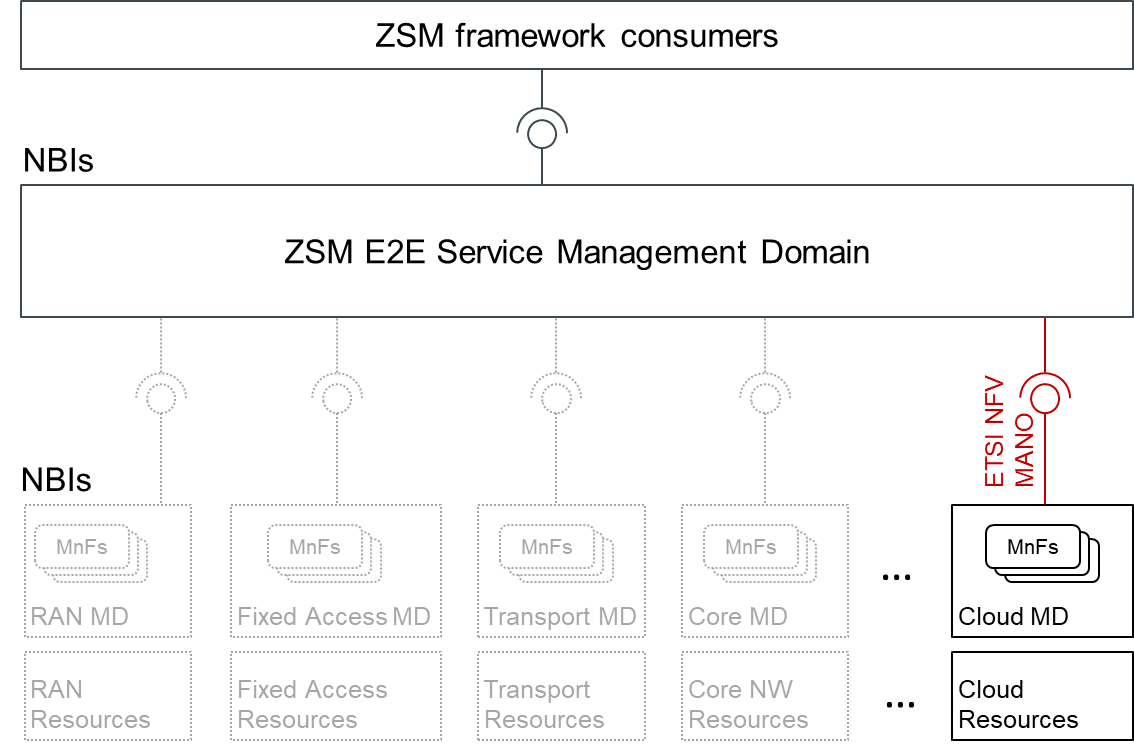 ZSM framework consumers
NBIs
ZSM E2E Service Management Domain
ETSI NFV
MANO
NBIs
MnFs
MnFs
MnFs
MnFs
MnFs
...
RAN MD
Fixed Access MD
Transport MD
Core MD
Cloud MD
RAN
Resources
Fixed Access
Resources
Transport
Resources
Core NW
Resources
...
Cloud
Resources